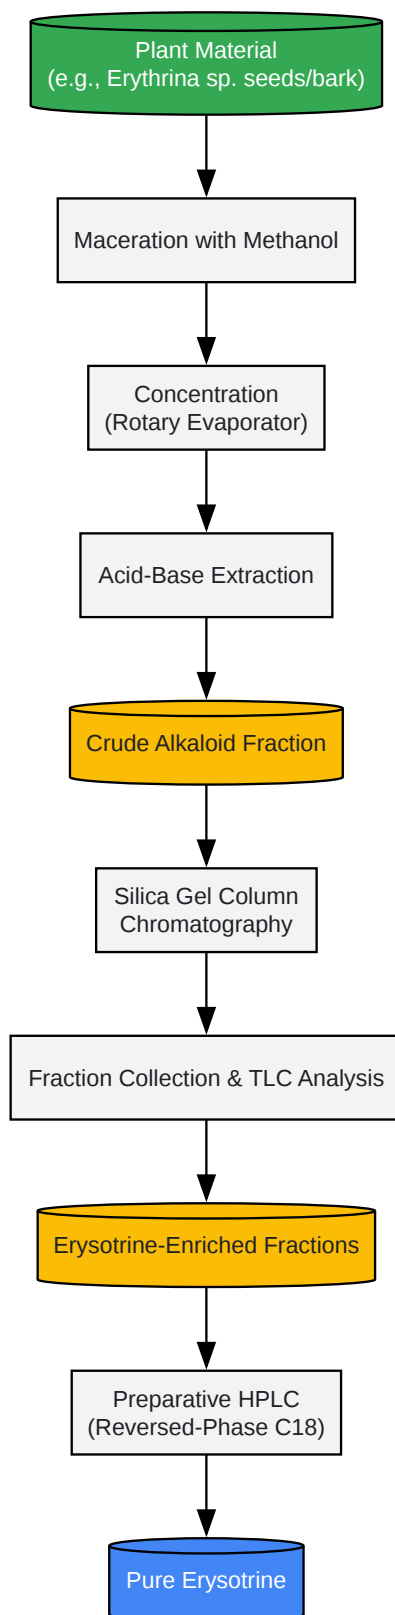 Plant Material
(e.g., Erythrina sp. seeds/bark)
Maceration with Methanol
Concentration
(Rotary Evaporator)
Acid-Base Extraction
Crude Alkaloid Fraction
Silica Gel Column
Chromatography
Fraction Collection & TLC Analysis
Erysotrine-Enriched Fractions
Preparative HPLC
(Reversed-Phase C18)
Pure Erysotrine